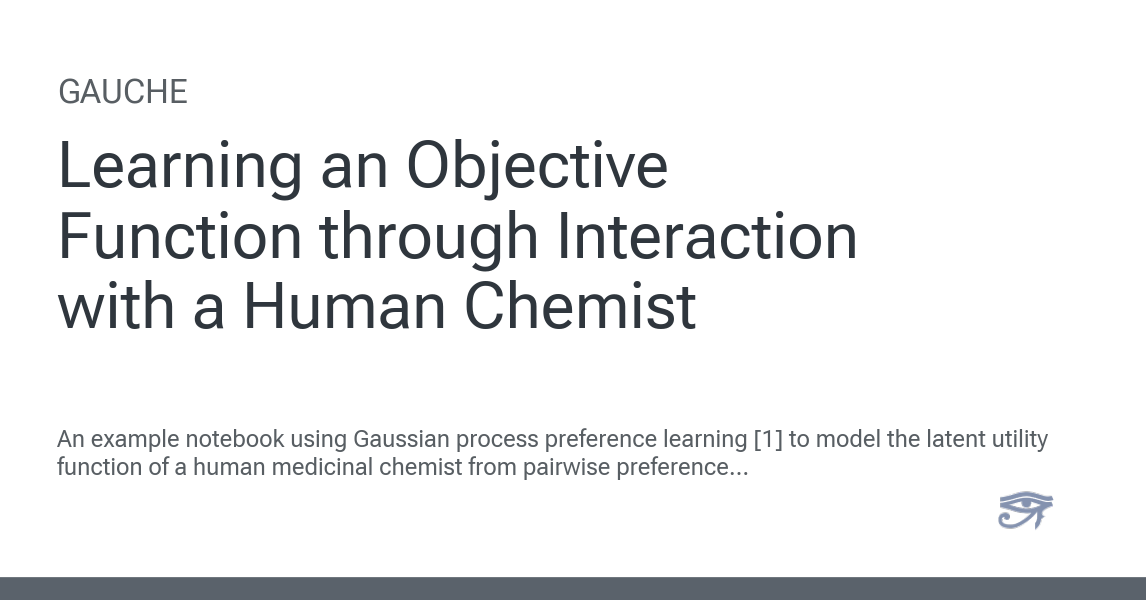 GAUCHE
Learning an Objective
Function through Interaction
with a Human Chemist
An example notebook using Gaussian process preference learning [1] to model the latent utility
function of a human medicinal chemist from pairwise preference...